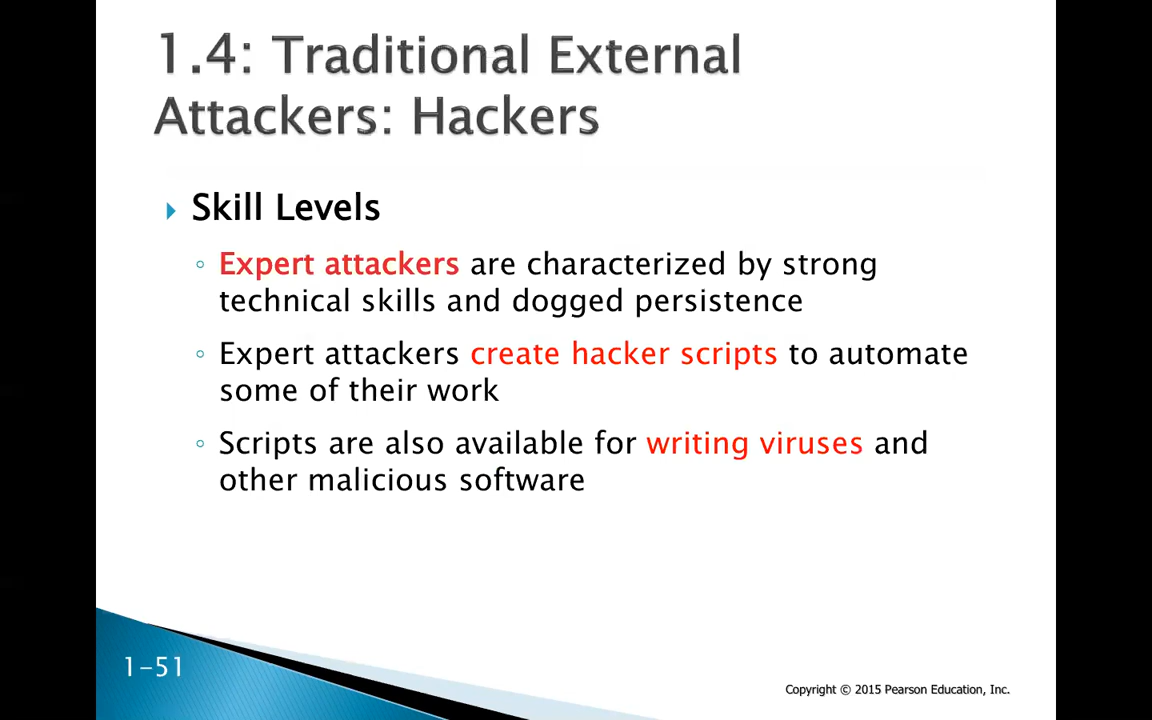 1.4: Traditional External
Attackers: Hackers
Skill Levels
Expert attackers are characterized by strong
technical skills and dogged persistence
Expert attackers create hacker scripts to automate
some of their work
Scripts are also available for writing viruses and
other malicious software
1-51
Copyright © 2015 Pearson Education, Inc.